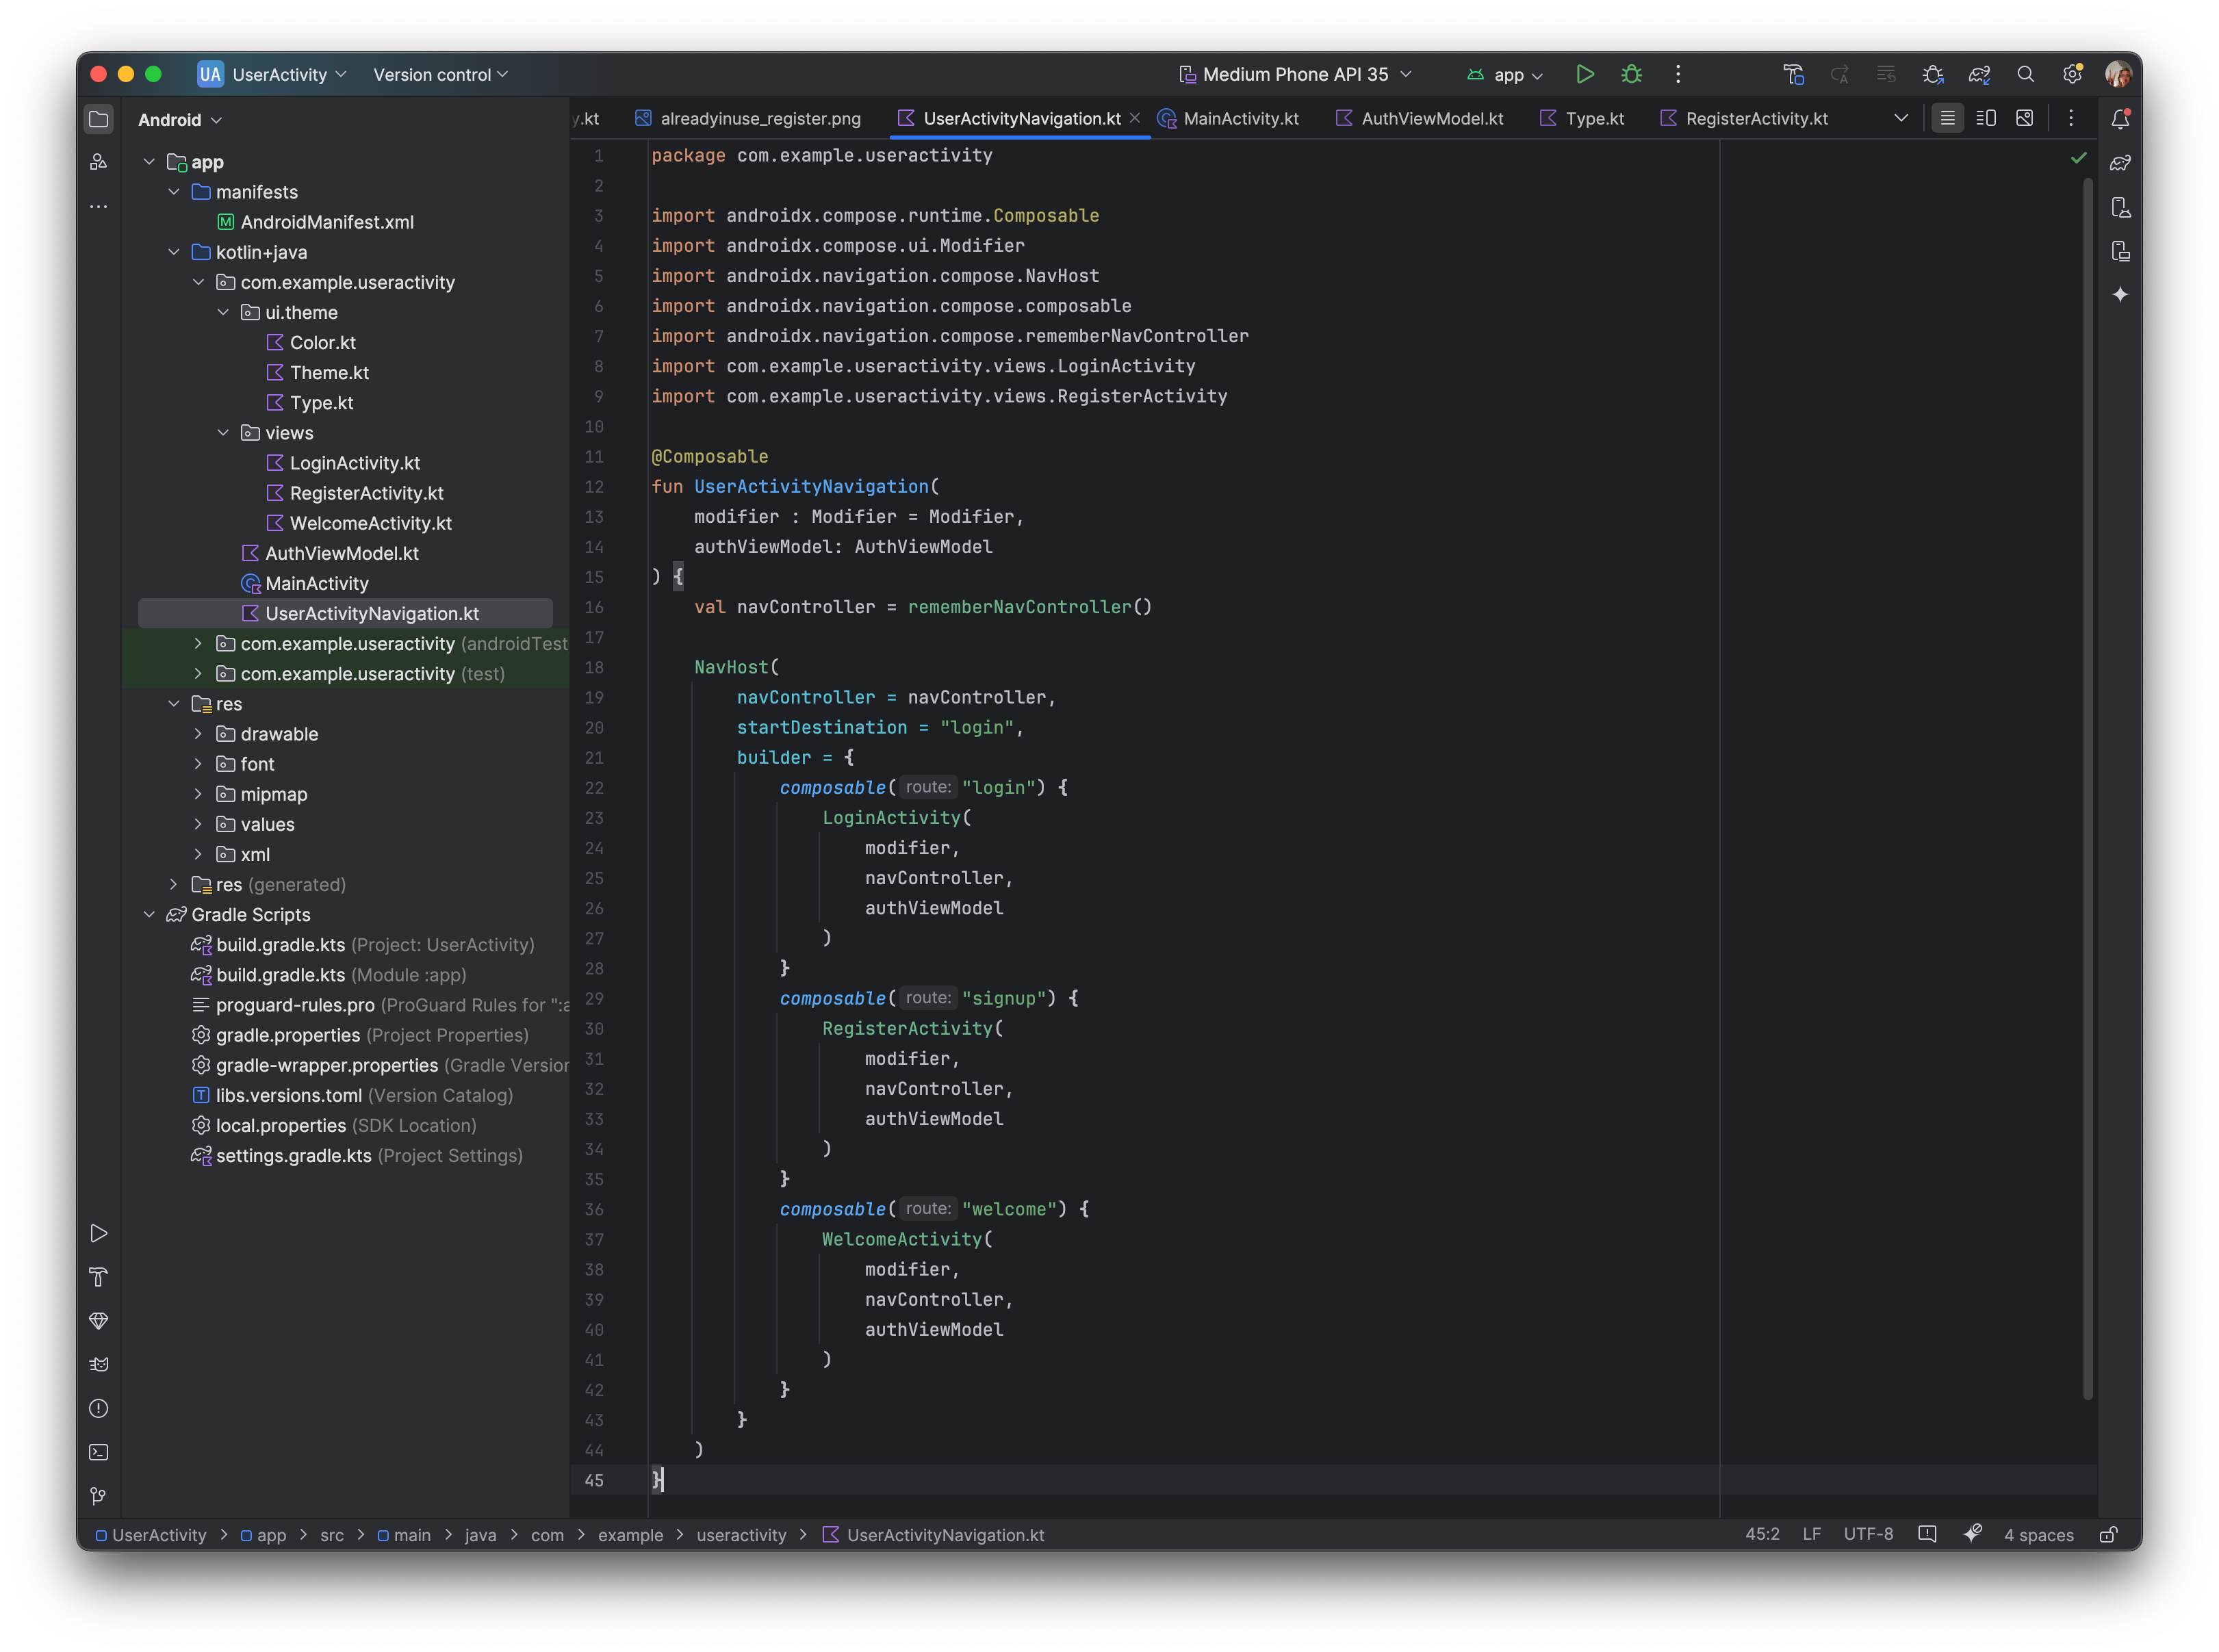 UA UserActivity Version control Medium Phone API 35 app
Android
y.kt alreadyinuse_register.png UserActivityNavigation.kt MainActivity.kt AuthViewModel.kt Type.kt RegisterActivity.kt
app
manifests
AndroidManifest.xml
kotlin+java
com.example.useractivity
ui.theme
Color.kt
Theme.kt
Type.kt
views
LoginActivity.kt
RegisterActivity.kt
WelcomeActivity.kt
AuthViewModel.kt
MainActivity
UserActivityNavigation.kt
com.example.useractivity (androidTest
com.example.useractivity (test)
res
drawable
font
mipmap
values
xml
res (generated)
Gradle Scripts
build.gradle.kts (Project: UserActivity)
build.gradle.kts (Module :app)
proguard-rules.pro (ProGuard Rules for ":a
gradle.properties (Project Properties)
gradle-wrapper.properties (Gradle Version
libs.versions.toml (Version Catalog)
local.properties (SDK Location)
settings.gradle.kts (Project Settings)
1 package com.example.useractivity
2
3 import androidx.compose.runtime.Composable
4 import androidx.compose.ui.Modifier
5 import androidx.navigation.compose.NavHost
6 import androidx.navigation.compose.composable
7 import androidx.navigation.compose.rememberNavController
8 import com.example.useractivity.views.LoginActivity
9 import com.example.useractivity.views.RegisterActivity
10
11 @Composable
12 fun UserActivityNavigation(
13 modifier : Modifier = Modifier,
14 authViewModel: AuthViewModel
15 ) {
16 val navController = rememberNavController()
17
18 NavHost(
19 navController = navController,
20 startDestination = "login",
21 builder = {
22 composable( route: "login") {
23 LoginActivity(
24 modifier,
25 navController,
26 authViewModel
27 )
28 }
29 composable( route: "signup") {
30 RegisterActivity(
31 modifier,
32 navController,
33 authViewModel
34 )
35 }
36 composable( route: "welcome") {
37 WelcomeActivity(
38 modifier,
39 navController,
40 authViewModel
41 )
42 }
43 }
44 )
45 }
UserActivity > app > src > main > java > com > example > useractivity > UserActivityNavigation.kt 45:2 LF UTF-8 4 spaces